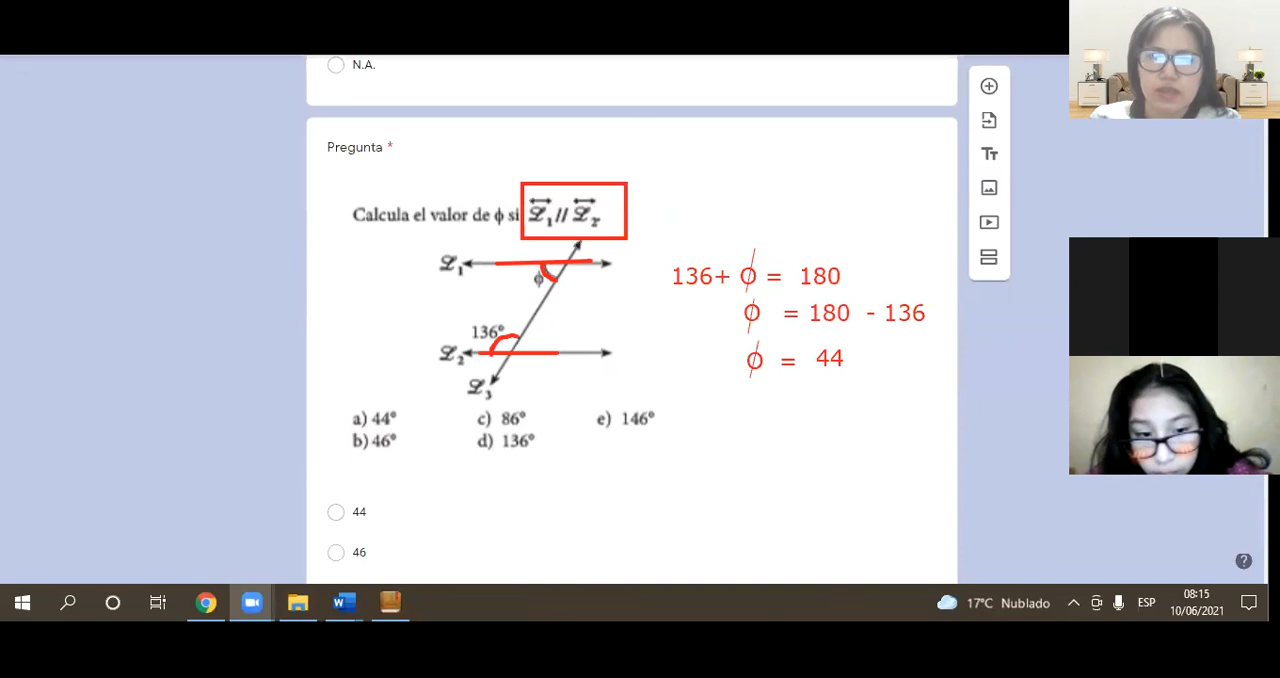 N.A.
Pregunta *
Calcula el valor de ϕ si ℒ1 // ℒ2
ℒ1
ϕ
136°
ℒ2
ℒ3
136+ ϕ = 180
ϕ = 180 - 136
ϕ = 44
a) 44° c) 86° e) 146°
b) 46° d) 136°
44
46
17°C Nublado
ESP
08:15
10/06/2021